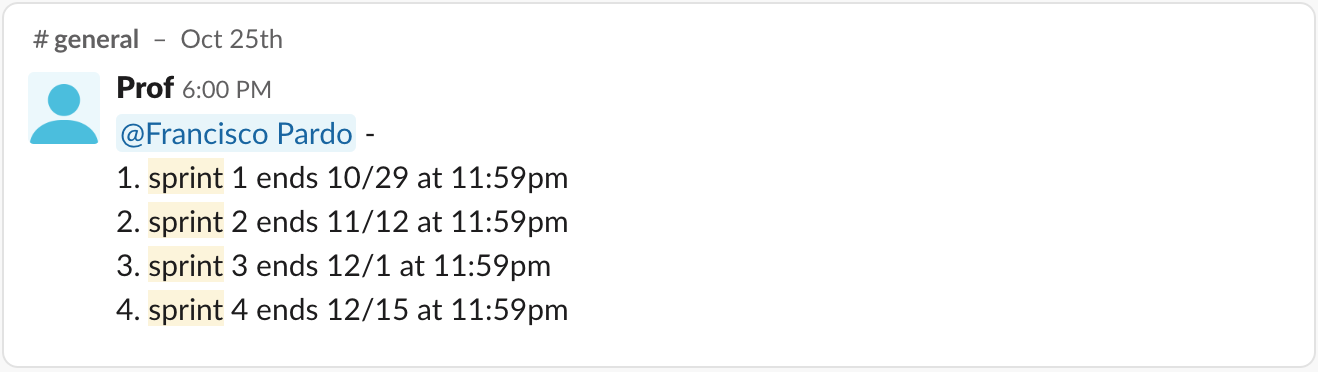 # general – Oct 25th
Prof 6:00 PM
@Francisco Pardo -
1. sprint 1 ends 10/29 at 11:59pm
2. sprint 2 ends 11/12 at 11:59pm
3. sprint 3 ends 12/1 at 11:59pm
4. sprint 4 ends 12/15 at 11:59pm